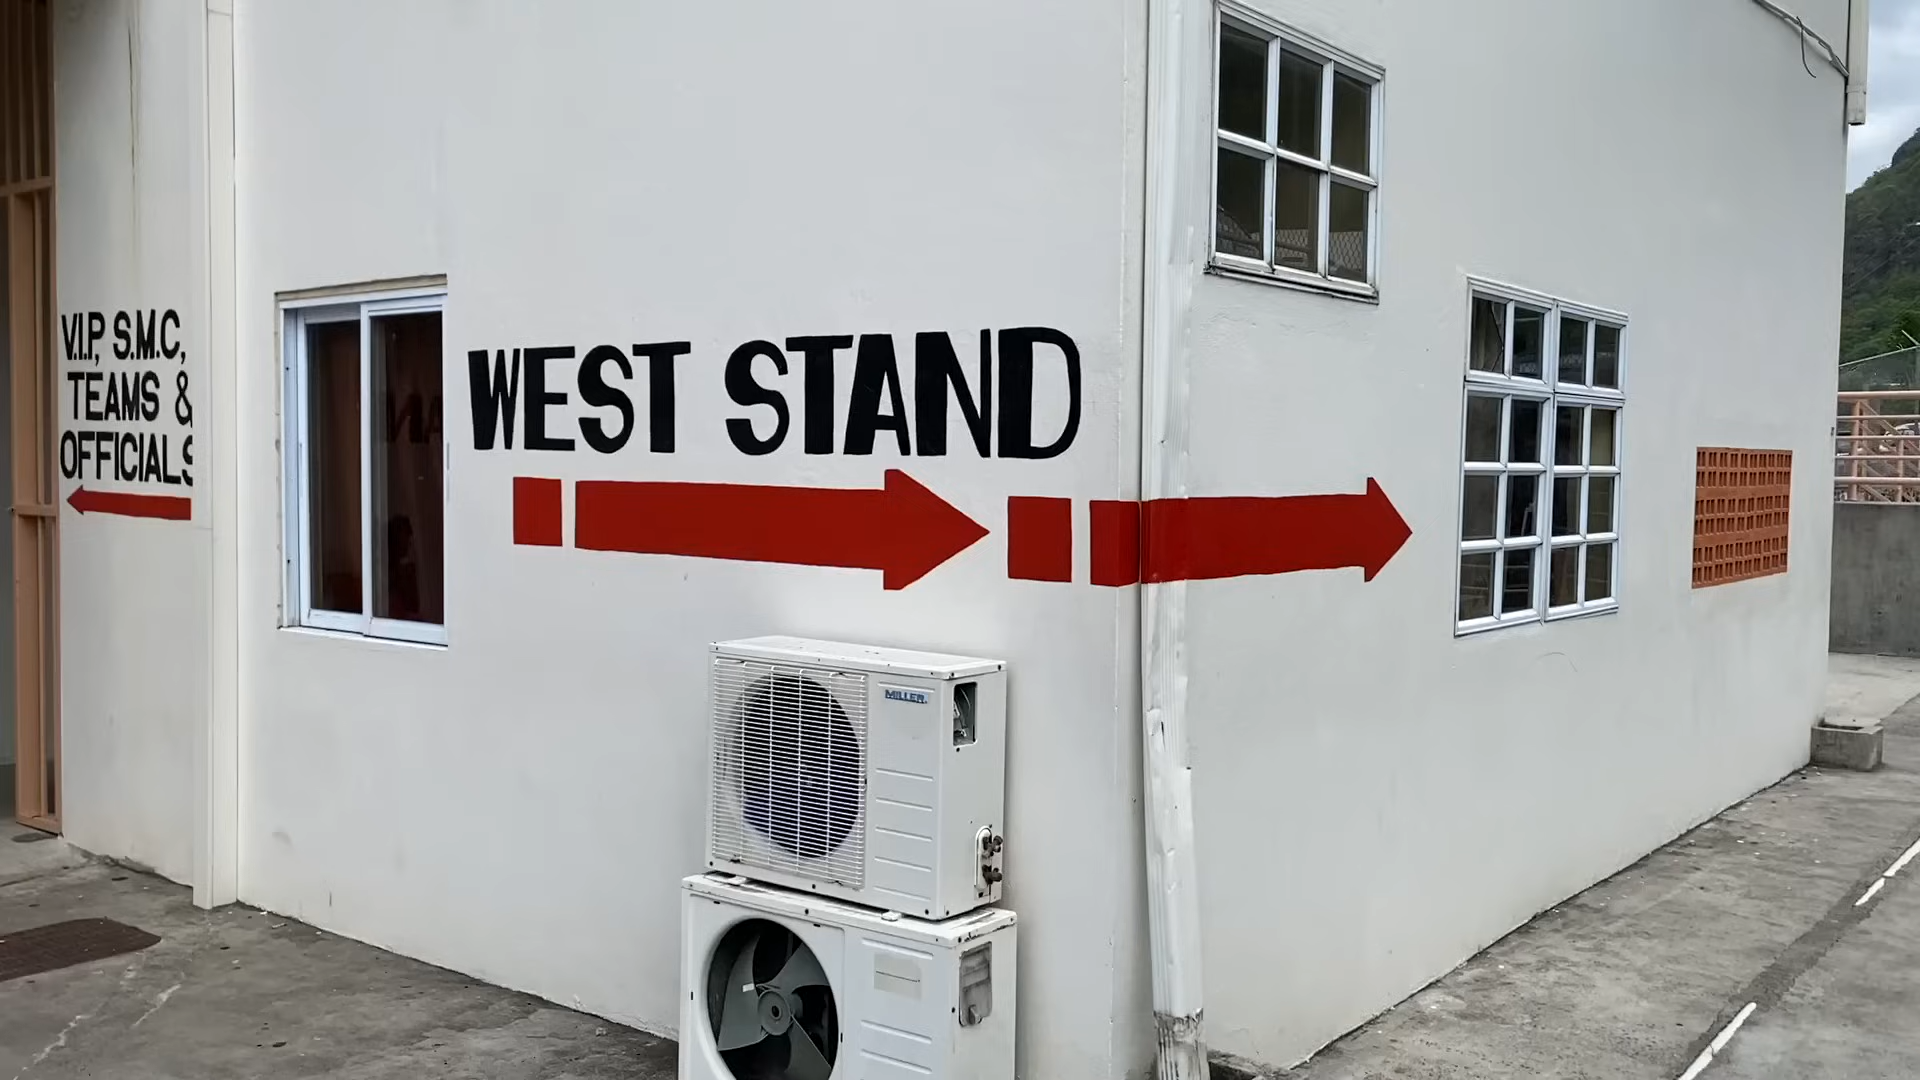 V.I.P, S.M.C,
TEAMS &
OFFICIALS
WEST STAND
MILLER.